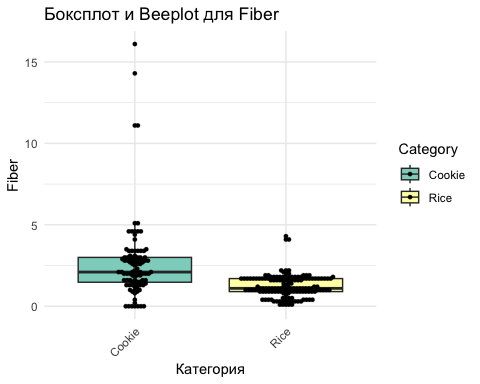 Боксплот и Beeplot для Fiber
Fiber
15
10
5
0
Cookie
Rice
Категория
Category
Cookie
Rice